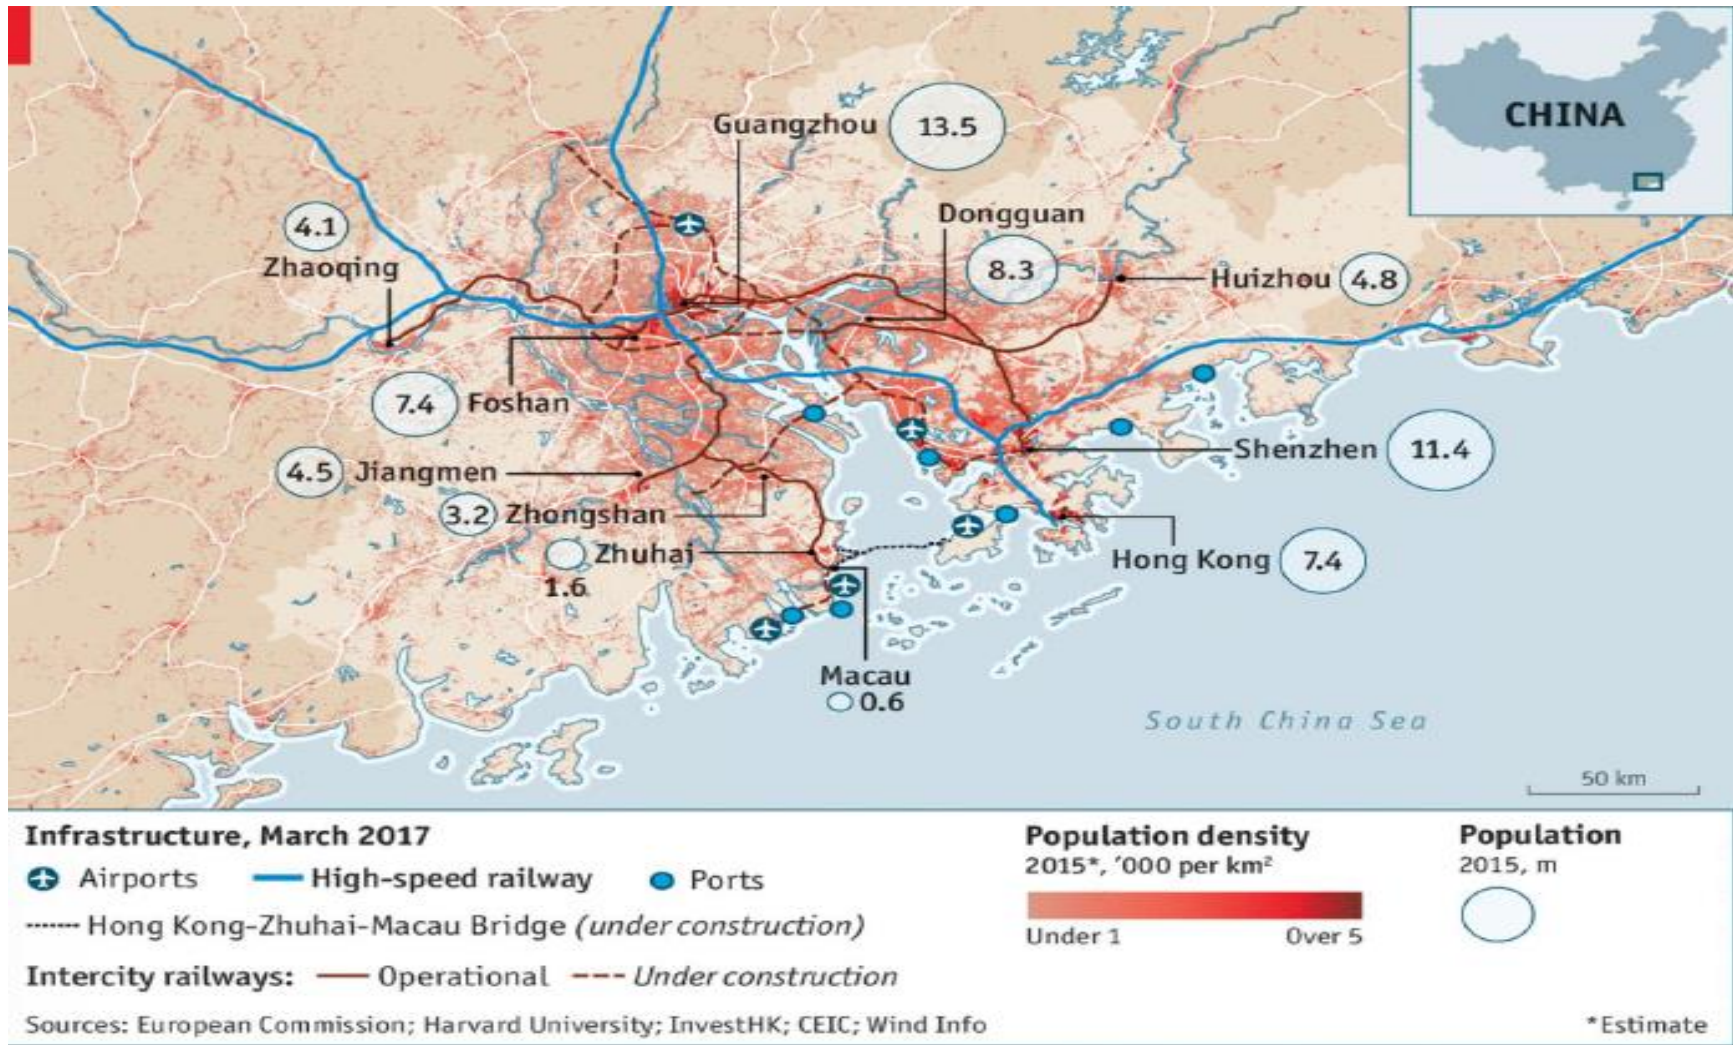 CHINA
Guangzhou 13.5
Dongguan
8.3
4.1
Zhaoqing
Huizhou 4.8
7.4 Foshan
4.5 Jiangmen
Shenzhen 11.4
3.2 Zhongshan
Zhuhai
1.6
Hong Kong 7.4
Macau
0.6
South China Sea
50 km
Infrastructure, March 2017
Airports High-speed railway Ports
Hong Kong-Zhuhai-Macau Bridge (under construction)
Intercity railways: Operational Under construction
Population density
2015*, ’000 per km²
Under 1 Over 5
Population
2015, m
Sources: European Commission; Harvard University; InvestHK; CEIC; Wind Info
*Estimate